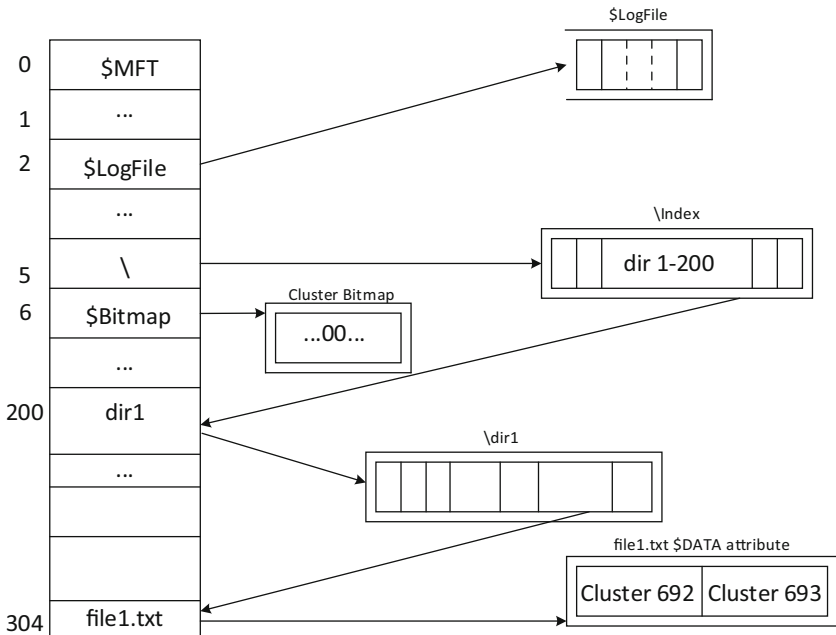 $LogFile
0
$MFT
...
1
2
$LogFile
...
\Index
5
\
dir 1-200
6
$Bitmap
Cluster Bitmap
...00...
...
200
dir1
\dir1
...
file1.txt $DATA attribute
Cluster 692
Cluster 693
304
file1.txt